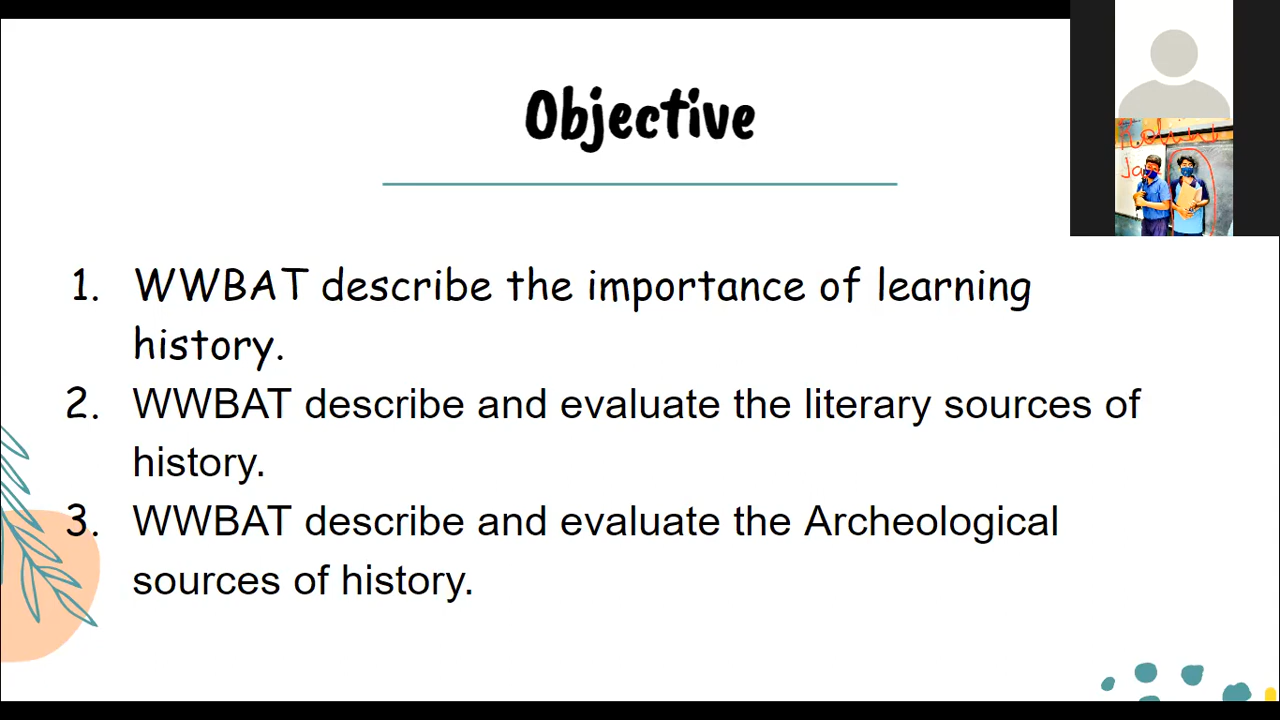 Objective
1. WWBAT describe the importance of learning
history.
2. WWBAT describe and evaluate the literary sources of
history.
3. WWBAT describe and evaluate the Archeological
sources of history.